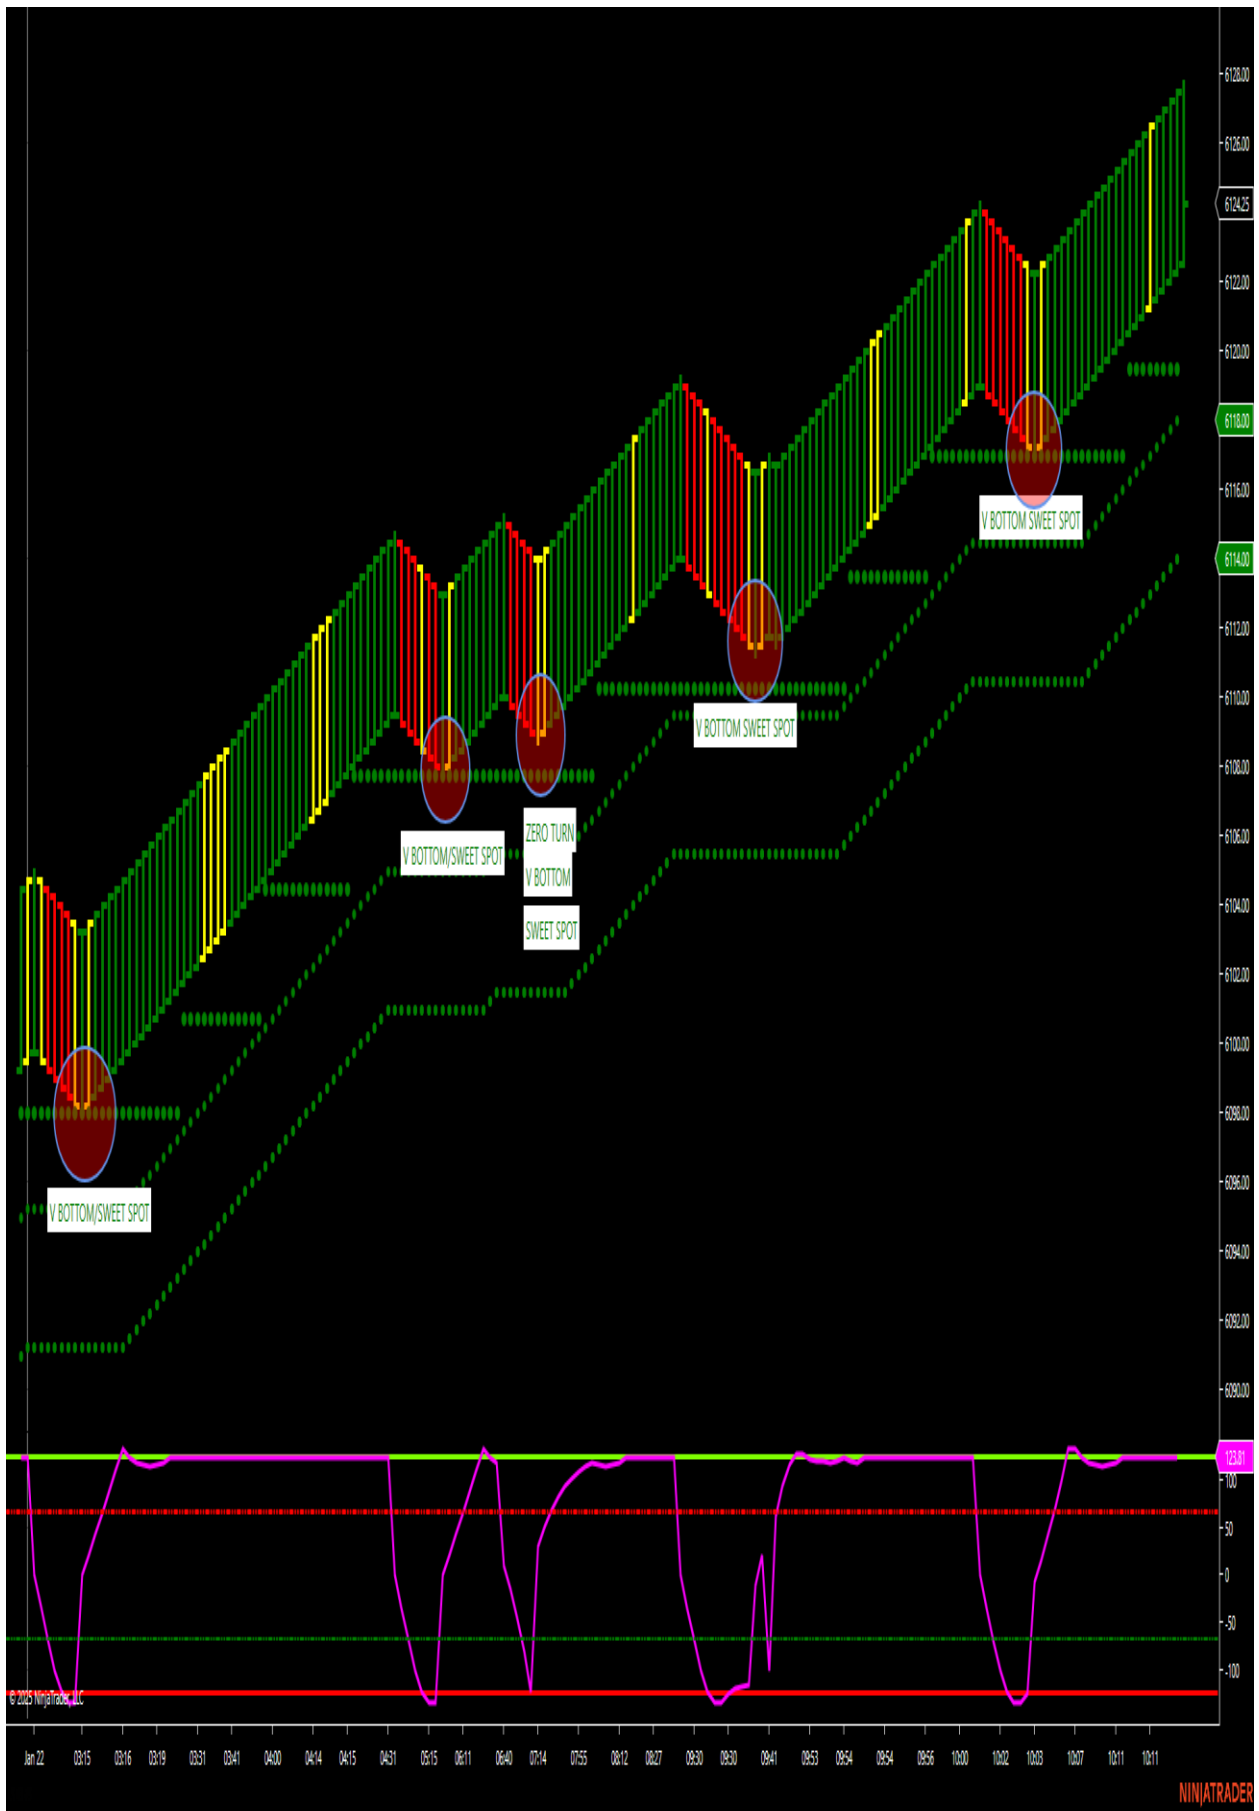 6128.00
6126.00
6124.25
6122.00
6120.00
6118.00
6116.00
V BOTTOM SWEET SPOT
6114.00
6112.00
6110.00
V BOTTOM SWEET SPOT
6108.00
ZERO TURN
6106.00
V BOTTOM/SWEET SPOT
V BOTTOM
6104.00
SWEET SPOT
6102.00
6100.00
6098.00
6096.00
V BOTTOM/SWEET SPOT
6094.00
6092.00
6090.00
123.81
100
50
0
-50
-100
© 2025 NinjaTrader, LLC
Jan 22 03:15 03:16 03:19 03:31 03:41 04:00 04:14 04:15 04:31 05:15 06:11 06:40 07:14 07:55 08:12 08:27 09:30 09:30 09:41 09:53 09:54 09:54 09:56 10:00 10:02 10:03 10:07 10:11 10:11
NINJATRADER